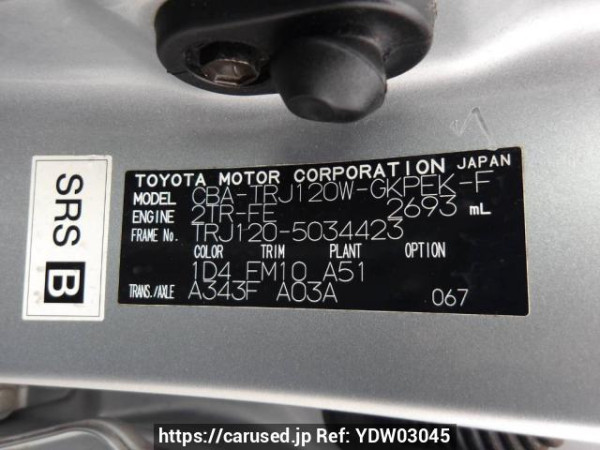 TOYOTA MOTOR CORPORATION JAPAN
MODEL CBA-TRJ120W-GKPEK-F
ENGINE 2TR-FE 2693 mL
FRAME No. TRJ120-5034423
COLOR TRIM PLANT OPTION
1D4 FM10 A51
TRANS./AXLE A343F A03A 067
SRS B
https://carused.jp Ref: YDW03045